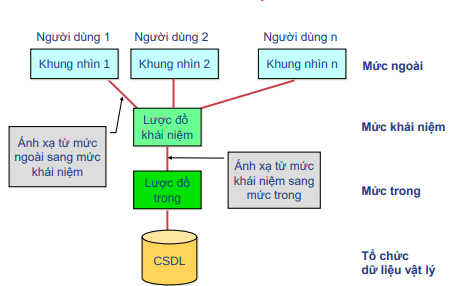 Người dùng 1
Người dùng 2
Người dùng n
Khung nhìn 1
Khung nhìn 2
Khung nhìn n
Mức ngoài
Lược đồ
khái niệm
Mức khái niệm
Ánh xạ từ mức
ngoài sang mức
khái niệm
Ánh xạ từ mức
khái niệm sang
mức trong
Lược đồ
trong
Mức trong
CSDL
Tổ chức
dữ liệu vật lý